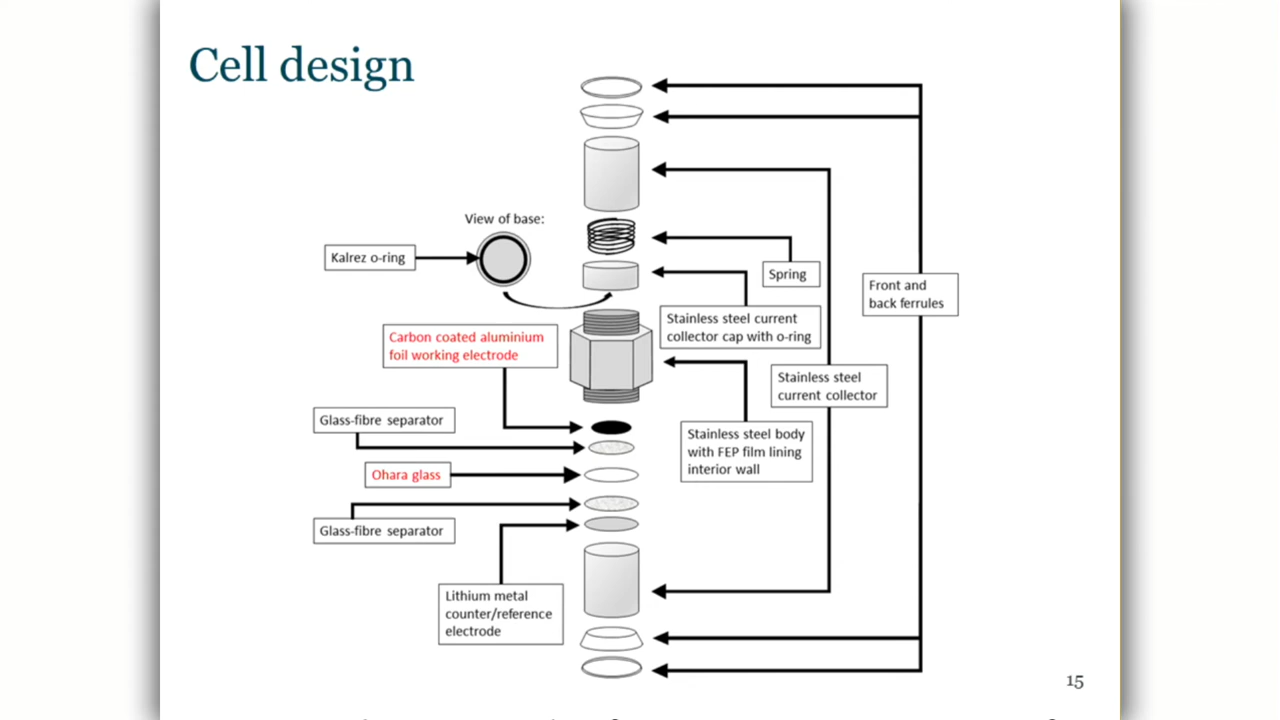 Cell design
View of base:
Kalrez o-ring
Spring
Front and
back ferrules
Stainless steel current
collector cap with o-ring
Carbon coated aluminium
foil working electrode
Stainless steel
current collector
Glass-fibre separator
Stainless steel body
with FEP film lining
interior wall
Ohara glass
Glass-fibre separator
Lithium metal
counter/reference
electrode
15